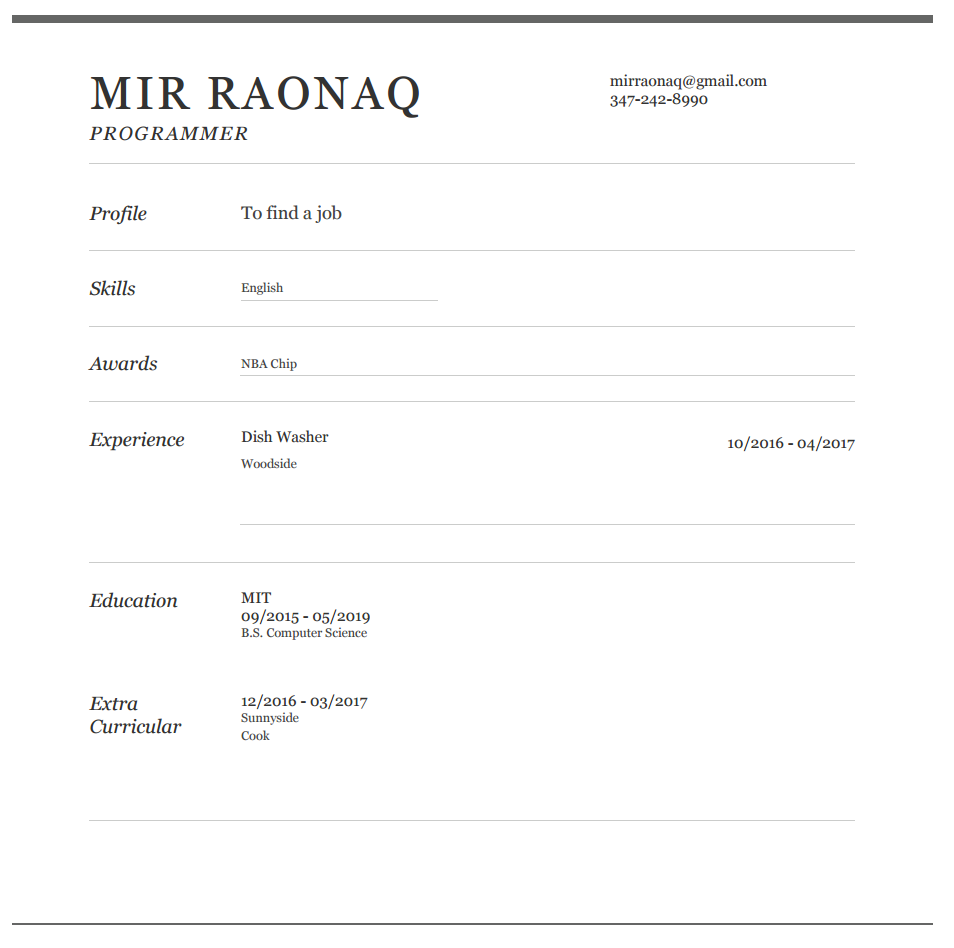 MIR RAONAQ
PROGRAMMER
mirraonaq@gmail.com
347-242-8990
Profile
To find a job
Skills
English
Awards
NBA Chip
Experience
Dish Washer
10/2016 - 04/2017
Woodside
Education
MIT
09/2015 - 05/2019
B.S. Computer Science
Extra
Curricular
12/2016 - 03/2017
Sunnyside
Cook